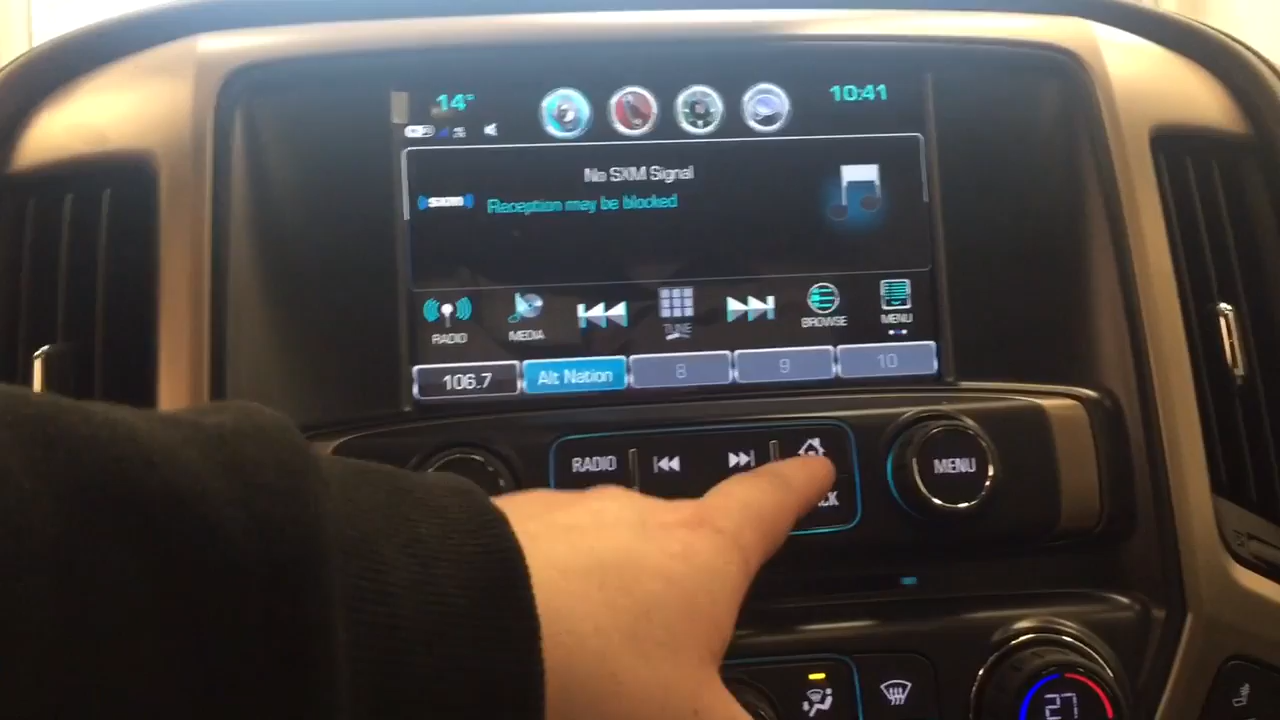 14°
10:41
No SXM Signal
SXM
Reception may be blocked
RADIO
MEDIA
TUNE
BROWSE
MENU
106.7
Alt Nation
8
9
10
RADIO
MENU